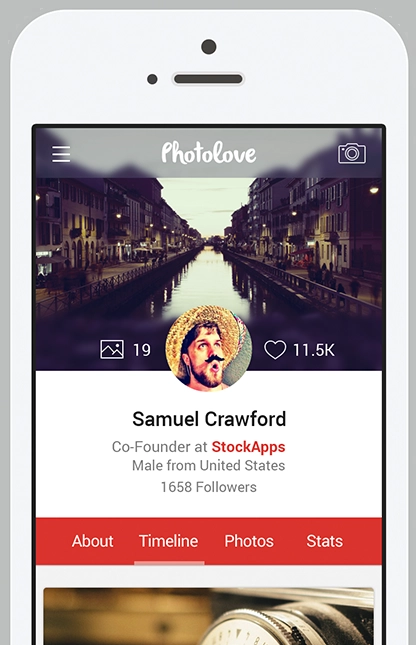 Photolove
19
11.5K
Samuel Crawford
Co-Founder at StockApps
Male from United States
1658 Followers
About Timeline Photos Stats